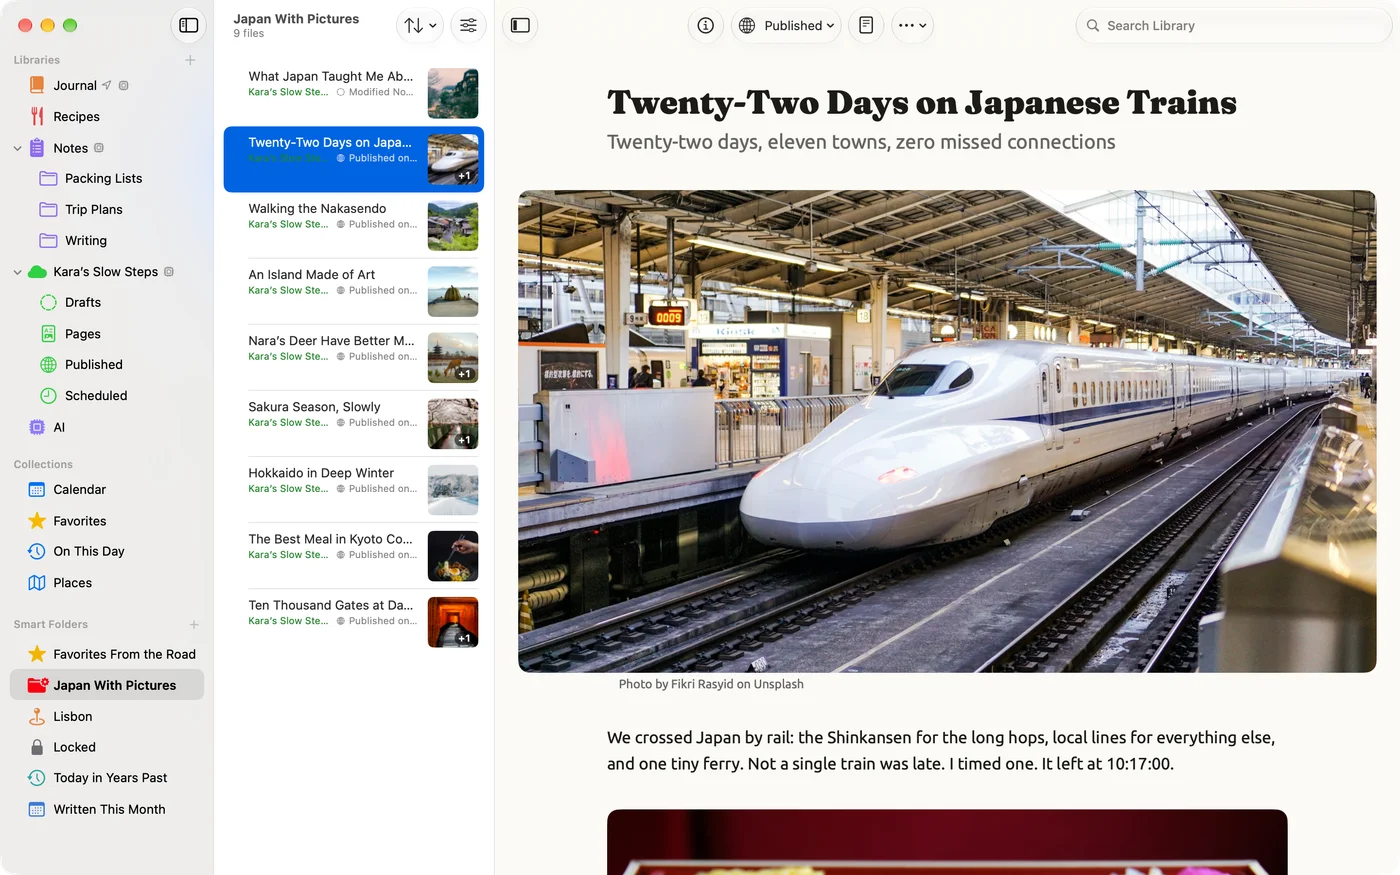 Libraries
Journal
Recipes
Notes
Packing Lists
Trip Plans
Writing
Kara’s Slow Steps
Drafts
Pages
Published
Scheduled
AI
Collections
Calendar
Favorites
On This Day
Places
Smart Folders
Favorites From the Road
Japan With Pictures
Lisbon
Locked
Today in Years Past
Written This Month
Japan With Pictures
9 files
What Japan Taught Me Ab...
Kara’s Slow Ste... Modified No...
Twenty-Two Days on Japa...
Kara’s Slow Ste... Published on...
+1
Walking the Nakasendo
Kara’s Slow Ste... Published on...
An Island Made of Art
Kara’s Slow Ste... Published on...
Nara’s Deer Have Better M...
Kara’s Slow Ste... Published on...
+1
Sakura Season, Slowly
Kara’s Slow Ste... Published on...
+1
Hokkaido in Deep Winter
Kara’s Slow Ste... Published on...
The Best Meal in Kyoto Co...
Kara’s Slow Ste... Published on...
Ten Thousand Gates at Da...
Kara’s Slow Ste... Published on...
+1
Published
Search Library
Twenty-Two Days on Japanese Trains
Twenty-two days, eleven towns, zero missed connections
0009
Kiosk
18
Photo by Fikri Rasyid on Unsplash
We crossed Japan by rail: the Shinkansen for the long hops, local lines for everything else,
and one tiny ferry. Not a single train was late. I timed one. It left at 10:17:00.